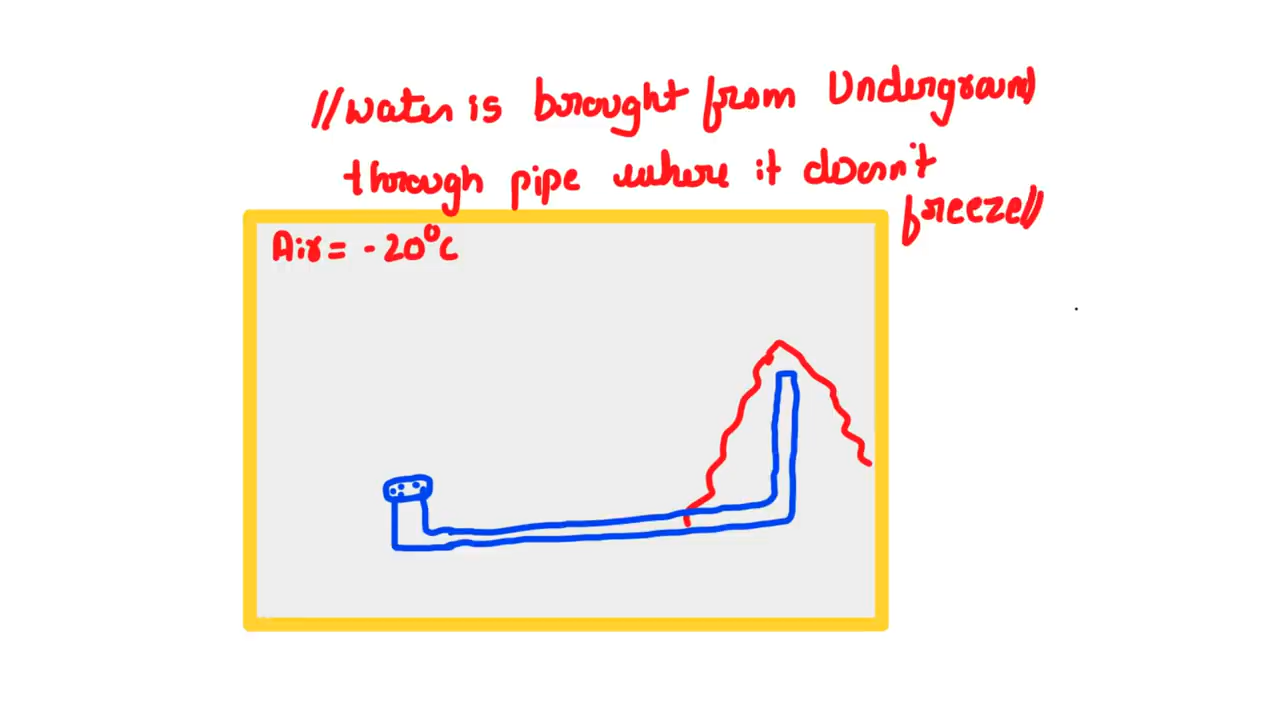 //water is brought from Underground
through pipe where it doesn't
freeze//
Air = -20°C